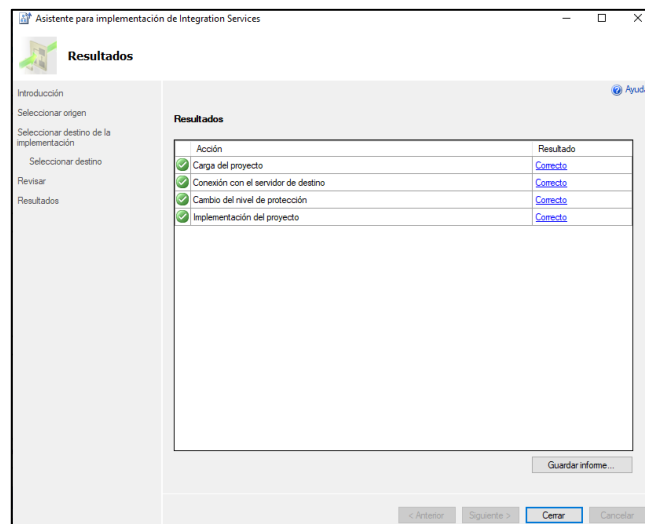 Asistente para implementación de Integration Services
Resultados
Ayuda
Introducción
Seleccionar origen
Seleccionar destino de la
implementación
Seleccionar destino
Revisar
Resultados
Resultados
Acción Resultado
Carga del proyecto Correcto
Conexión con el servidor de destino Correcto
Cambio del nivel de protección Correcto
Implementación del proyecto Correcto
Guardar informe...
< Anterior Siguiente > Cerrar Cancelar